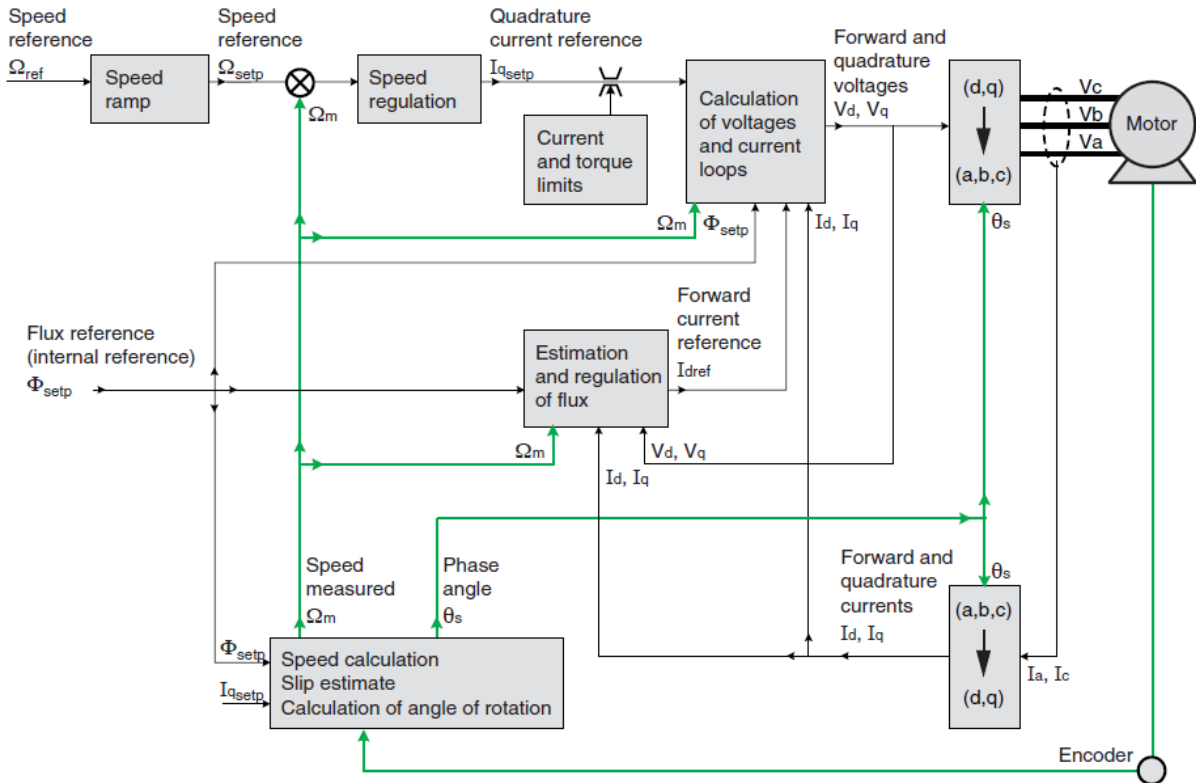 Speed
reference
Ωref
Speed
ramp
Speed
reference
Ωsetp
Ωm
Speed
regulation
Quadrature
current reference
Iqsetp
Current
and torque
limits
Calculation
of voltages
and current
loops
Forward and
quadrature
voltages
Vd, Vq
(d,q)
(a,b,c)
Vc
Vb
Va
Motor
Ωm
Φsetp
Id, Iq
θs
Flux reference
(internal reference)
Φsetp
Estimation
and regulation
of flux
Forward
current
reference
Idref
Ωm
Id, Iq
Vd, Vq
Speed
measured
Ωm
Phase
angle
θs
Forward and
quadrature
currents
Id, Iq
θs
(a,b,c)
(d,q)
Ia, Ic
Φsetp
Iqsetp
Speed calculation
Slip estimate
Calculation of angle of rotation
Encoder